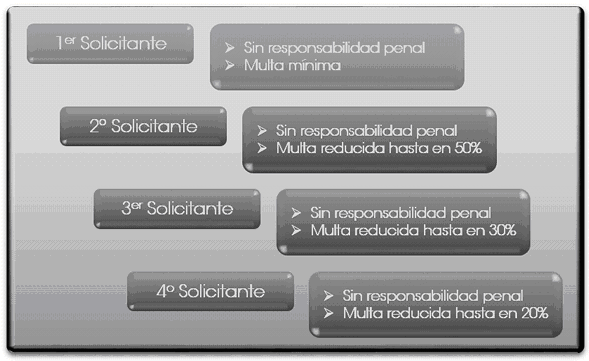 1er Solicitante
➢ Sin responsabilidad penal
➢ Multa mínima
2º Solicitante
➢ Sin responsabilidad penal
➢ Multa reducida hasta en 50%
3er Solicitante
➢ Sin responsabilidad penal
➢ Multa reducida hasta en 30%
4º Solicitante
➢ Sin responsabilidad penal
➢ Multa reducida hasta en 20%